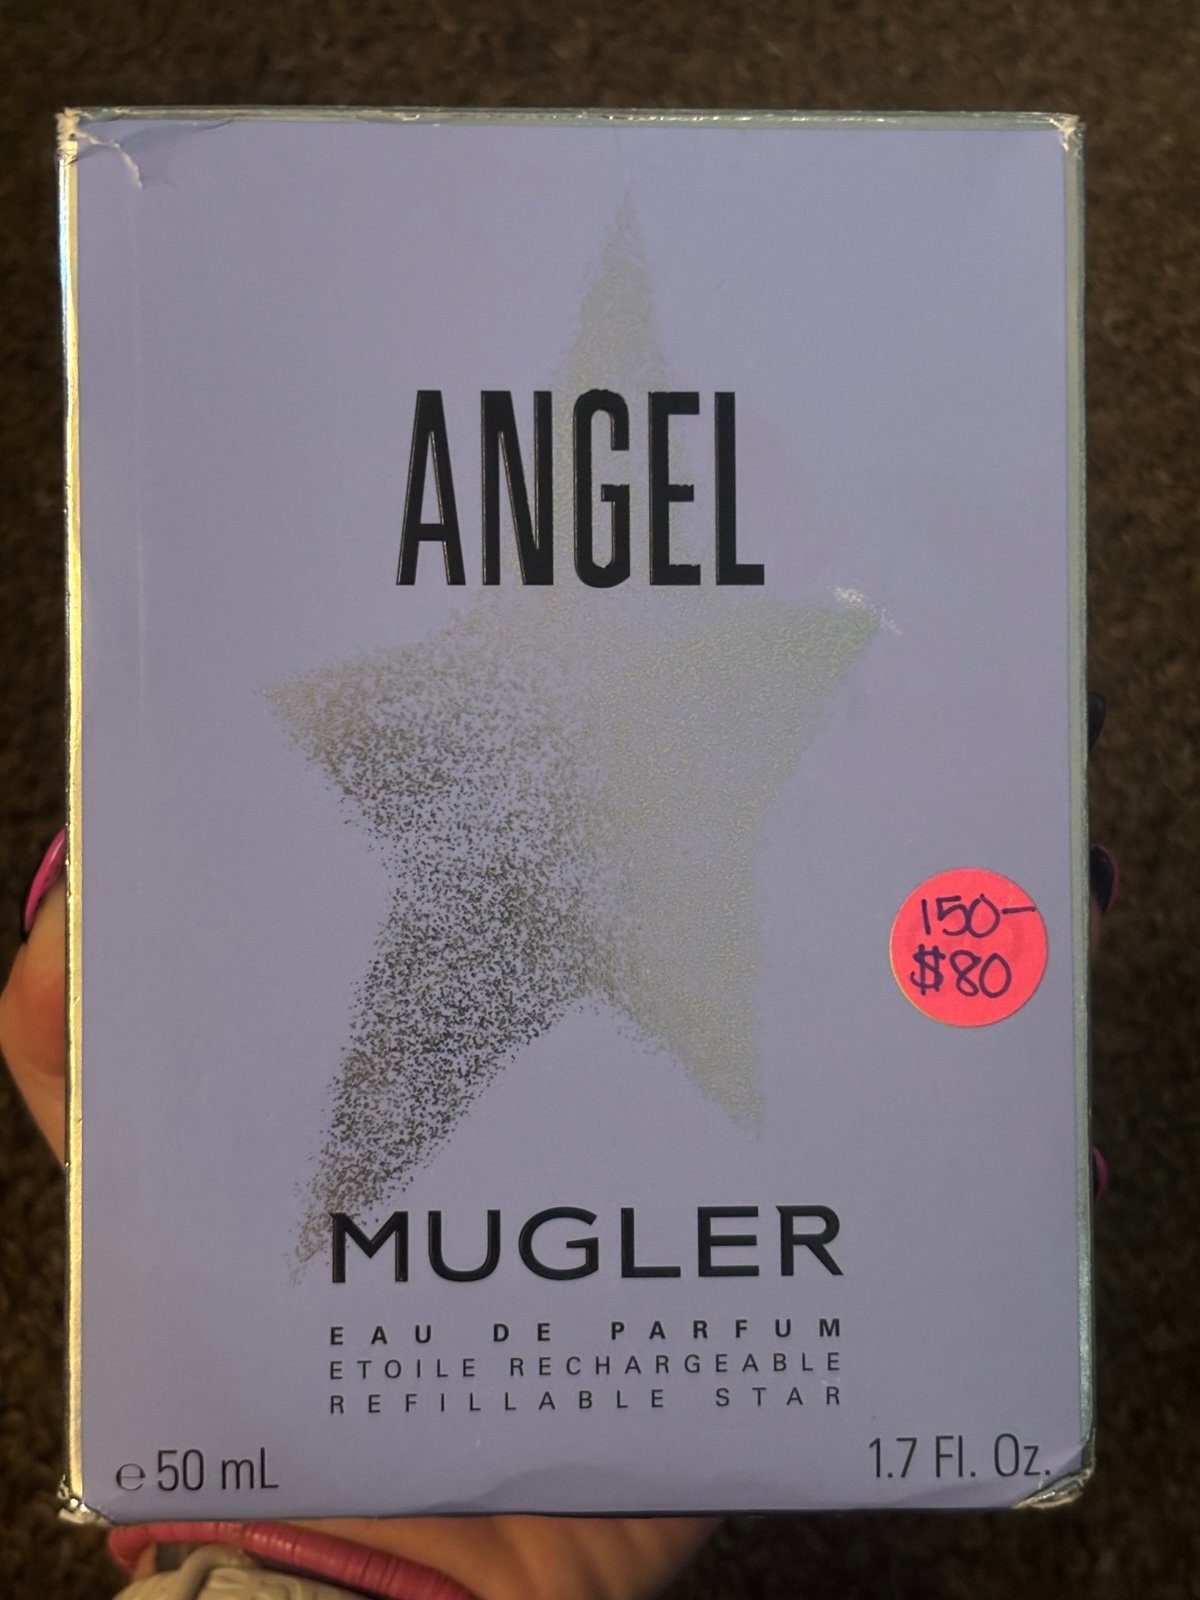 ANGEL
150-
$80
MUGLER
EAU DE PARFUM
ETOILE RECHARGEABLE
REFILLABLE STAR
e 50 mL
1.7 Fl. Oz.